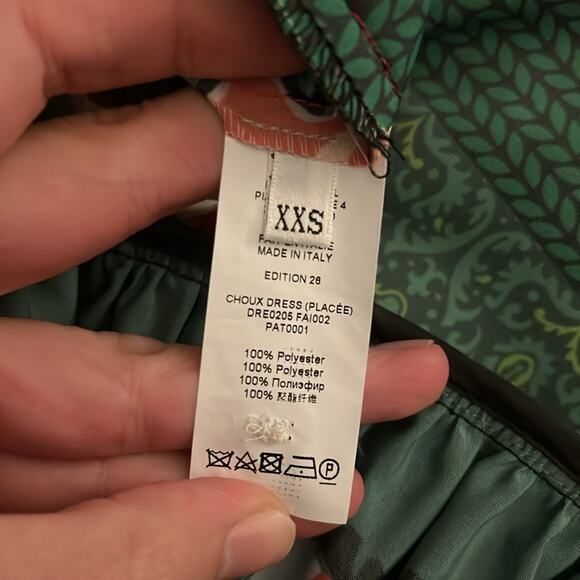 XXS
MADE IN ITALY
EDITION 26
CHOUX DRESS (PLACÉE)
DRE0205 FAI002
PAT0001
100% Polyester
100% Polyester
100% Полиэфир
100% 聚酯纤维
P